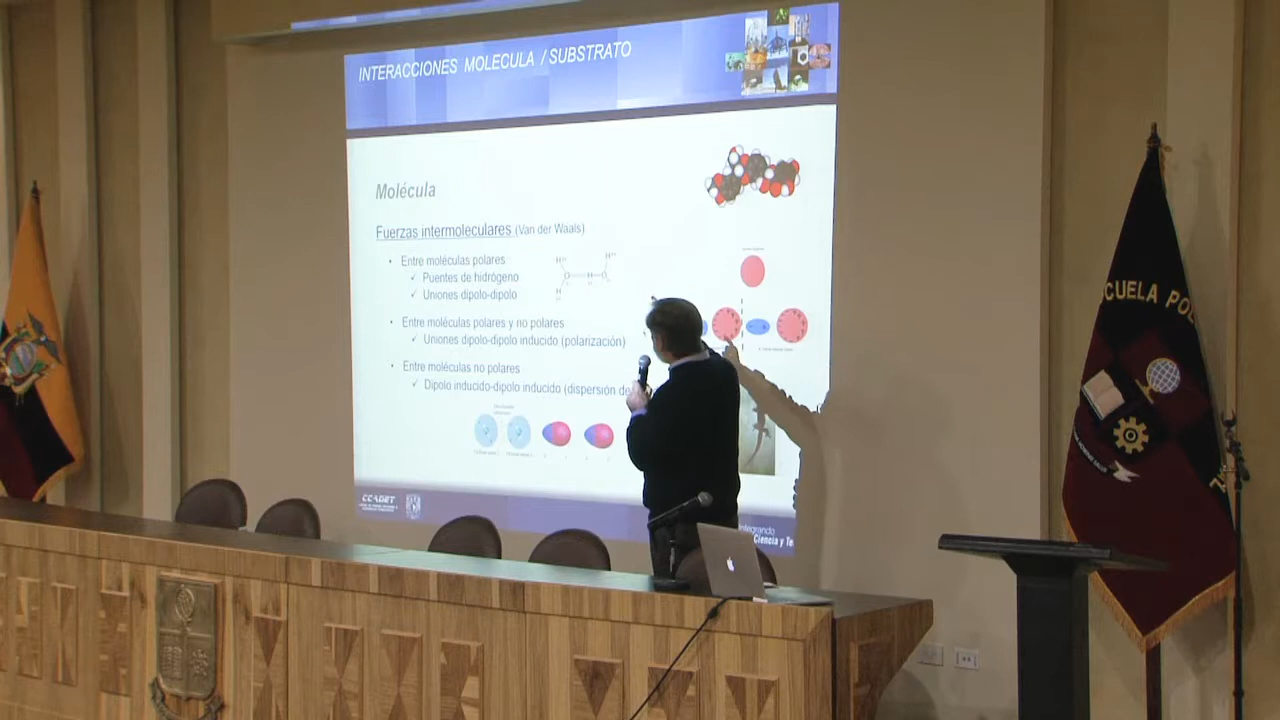 INTERACCIONES MOLECULA / SUBSTRATO
Molécula
Fuerzas intermoleculares (Van der Waals)
• Entre moléculas polares
✓ Puentes de hidrógeno
✓ Uniones dipolo-dipolo
• Entre moléculas polares y no polares
✓ Uniones dipolo-dipolo inducido (polarización)
• Entre moléculas no polares
✓ Dipolo inducido-dipolo inducido (dispersión de
CCADET
Integrando
Ciencia y Te
CUELA POL